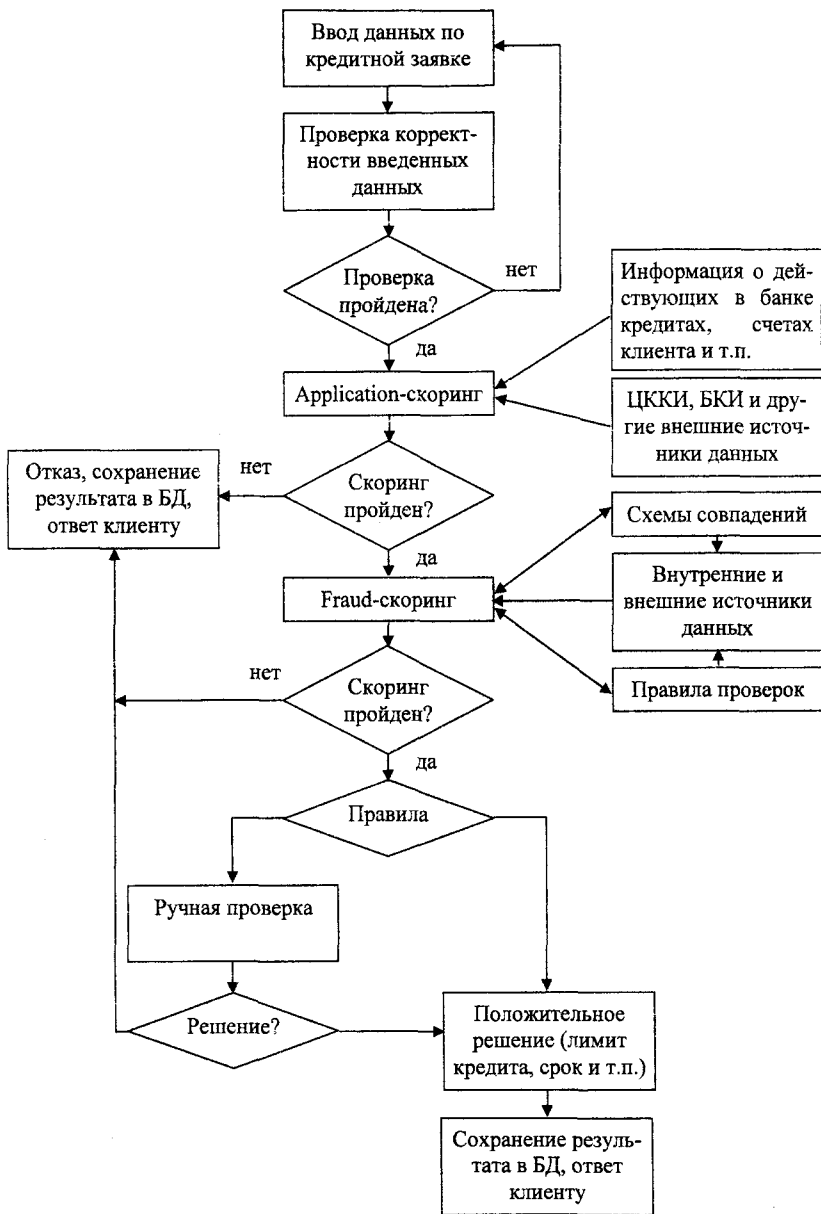 Ввод данных по
кредитной заявке
Проверка коррект-
ности введенных
данных
Проверка
пройдена?
нет
да
Информация о дей-
ствующих в банке
кредитах, счетах
клиента и т.п.
Application-скоринг
ЦККИ, БКИ и дру-
гие внешние источ-
ники данных
Отказ, сохранение
результата в БД,
ответ клиенту
нет
Скоринг
пройден?
да
Схемы совпадений
Fraud-скоринг
Внутренние и
внешние источники
данных
нет
Скоринг
пройден?
Правила проверок
да
Правила
Ручная проверка
Решение?
Положительное
решение (лимит
кредита, срок и т.п.)
Сохранение резуль-
тата в БД, ответ
клиенту